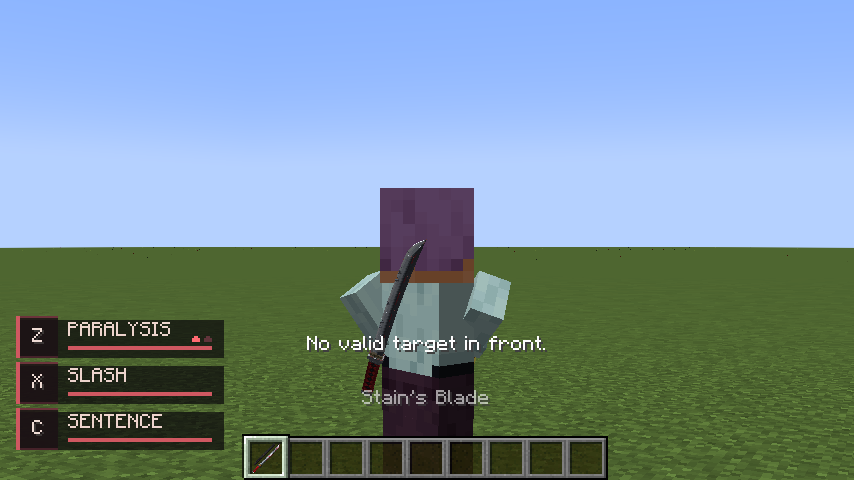 Z PARALYSIS
No valid target in front.
X SLASH
Stain's Blade
C SENTENCE